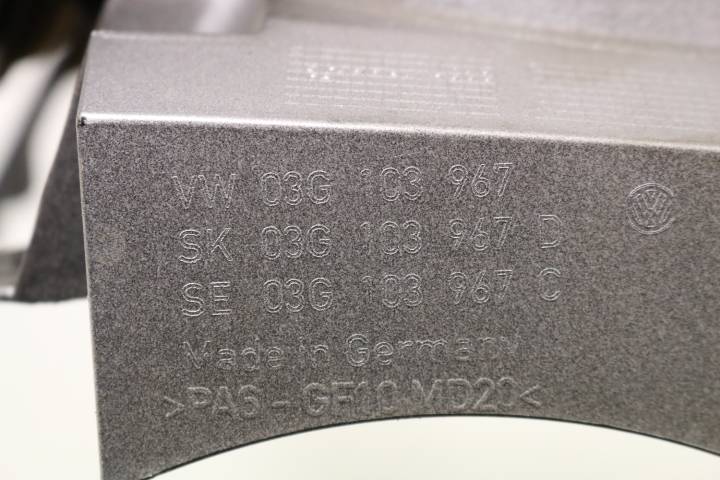 VW 03G 103 967
SK 03G 103 967 D
SE 03G 103 967 C
Made in Germany
>PA6-GF10 MD20<